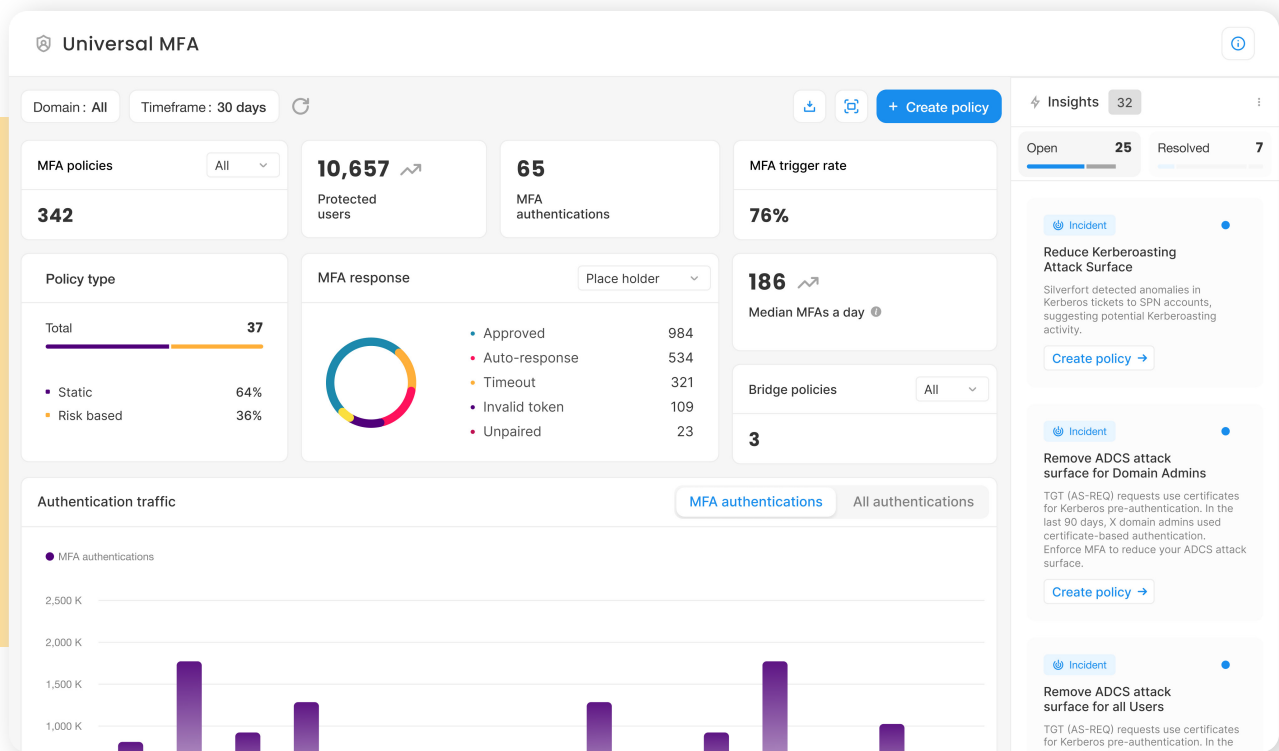 Universal MFA
Domain : All
Timeframe : 30 days
+ Create policy
MFA policies
All
342
10,657
Protected
users
65
MFA
authentications
MFA trigger rate
76%
Policy type
Total 37
Static 64%
Risk based 36%
MFA response
Place holder
Approved 984
Auto-response 534
Timeout 321
Invalid token 109
Unpaired 23
186
Median MFAs a day
Bridge policies
All
3
Authentication traffic
MFA authentications
All authentications
MFA authentications
2,500 K
2,000 K
1,500 K
1,000 K
Insights 32
Open 25
Resolved 7
Incident
Reduce Kerberoasting
Attack Surface
Silverfort detected anomalies in
Kerberos tickets to SPN accounts,
suggesting potential Kerberoasting
activity.
Create policy →
Incident
Remove ADCS attack
surface for Domain Admins
TGT (AS-REQ) requests use certificates
for Kerberos pre-authentication. In the
last 90 days, X domain admins used
certificate-based authentication.
Enforce MFA to reduce your ADCS attack
surface.
Create policy →
Incident
Remove ADCS attack
surface for all Users
TGT (AS-REQ) requests use certificates
for Kerberos pre-authentication. In the